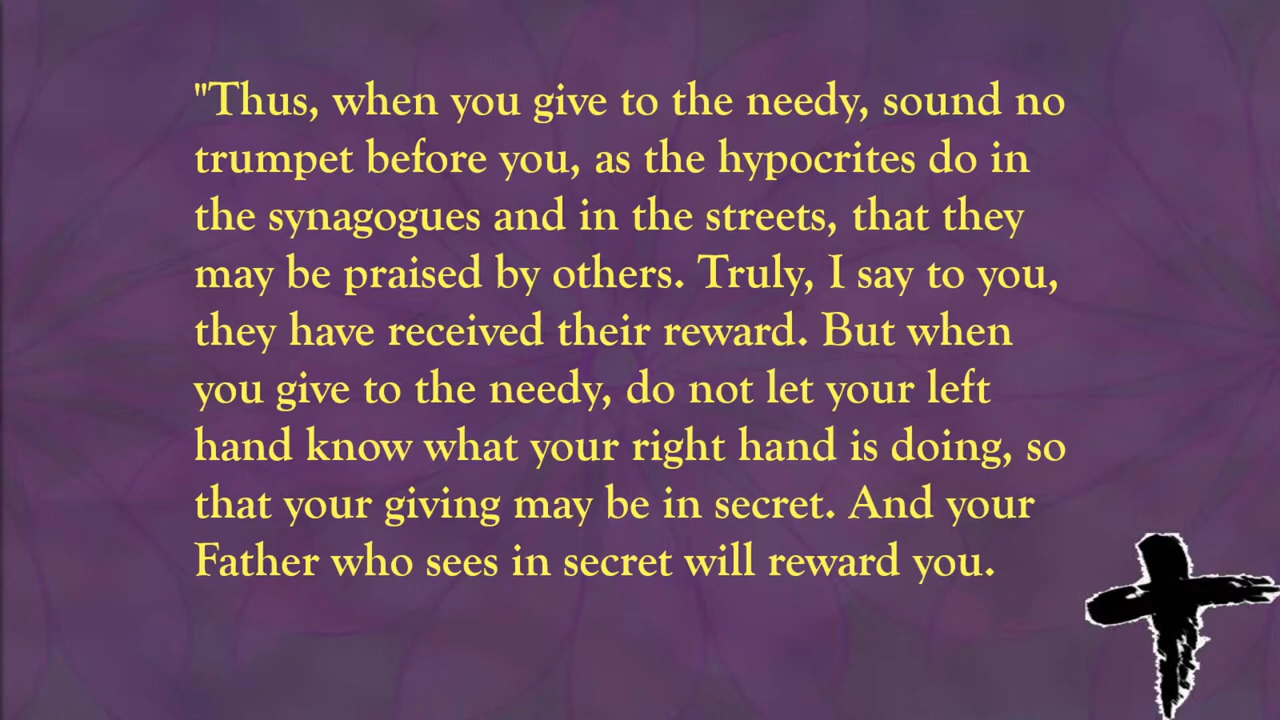 "Thus, when you give to the needy, sound no
trumpet before you, as the hypocrites do in
the synagogues and in the streets, that they
may be praised by others. Truly, I say to you,
they have received their reward. But when
you give to the needy, do not let your left
hand know what your right hand is doing, so
that your giving may be in secret. And your
Father who sees in secret will reward you.